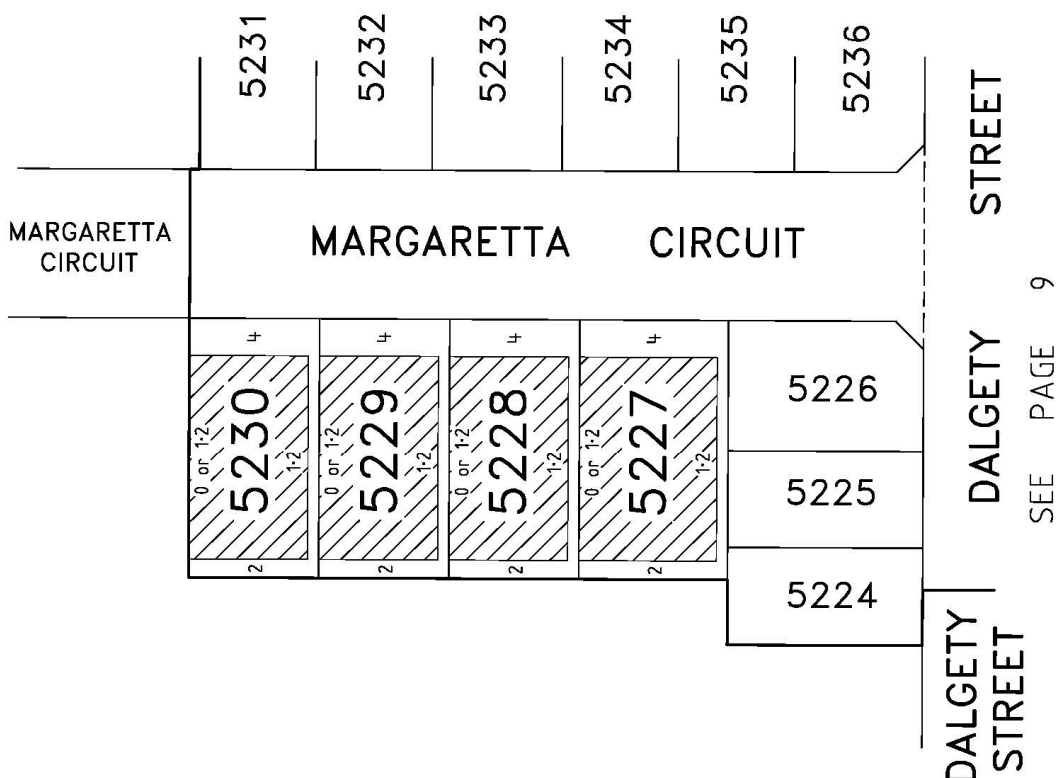 5231
5232
5233
5234
5235
5236
MARGARETTA
CIRCUIT
MARGARETTA CIRCUIT
DALGETY STREET
SEE PAGE 9
4
0 or 1·2
5230
1·2
2
4
0 or 1·2
5229
1·2
2
4
0 or 1·2
5228
1·2
2
4
0 or 1·2
5227
1·2
2
5226
5225
5224
DALGETY
STREET